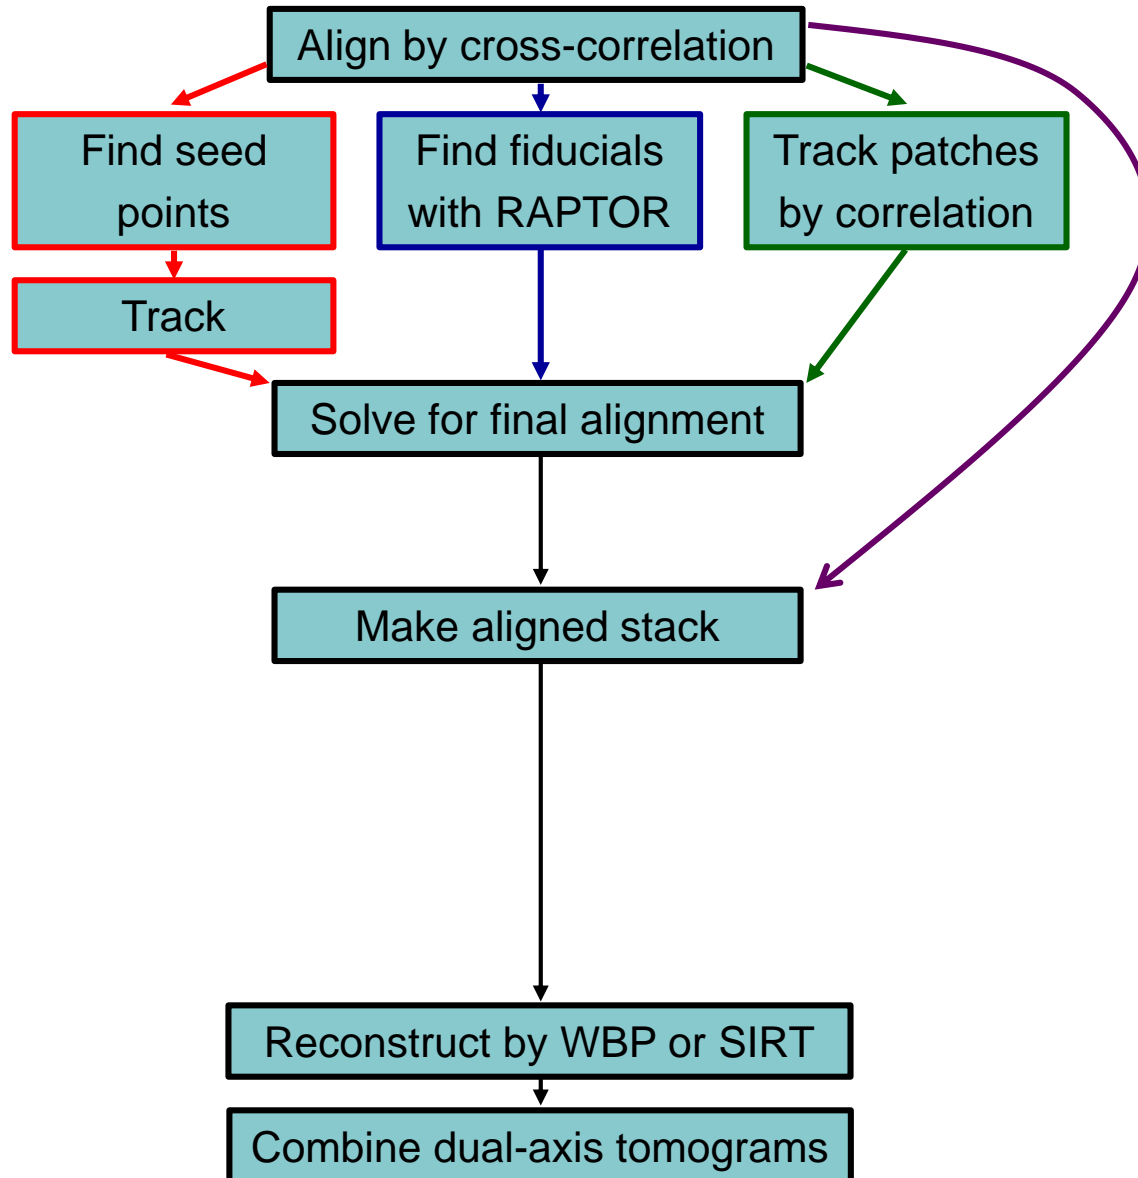 Align by cross-correlation
Find seed
points
Find fiducials
with RAPTOR
Track patches
by correlation
Track
Solve for final alignment
Make aligned stack
Reconstruct by WBP or SIRT
Combine dual-axis tomograms